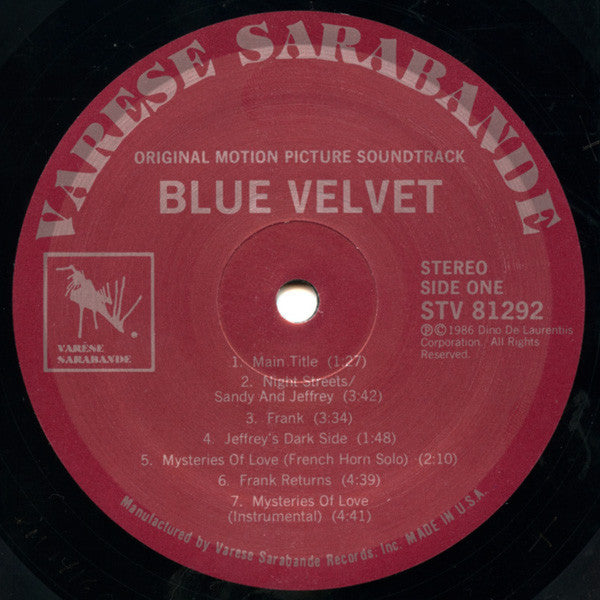 VARESE SARABANDE
ORIGINAL MOTION PICTURE SOUNDTRACK
BLUE VELVET
VARÈSE
SARABANDE
STEREO
SIDE ONE
STV 81292
℗©1986 Dino De Laurentiis
Corporation. All Rights
Reserved.
1. Main Title (1:27)
2. Night Streets/
Sandy And Jeffrey (3:42)
3. Frank (3:34)
4. Jeffrey's Dark Side (1:48)
5. Mysteries Of Love (French Horn Solo) (2:10)
6. Frank Returns (4:39)
7. Mysteries Of Love
(Instrumental) (4:41)
Manufactured by Varese Sarabande Records, Inc. MADE IN U.S.A.